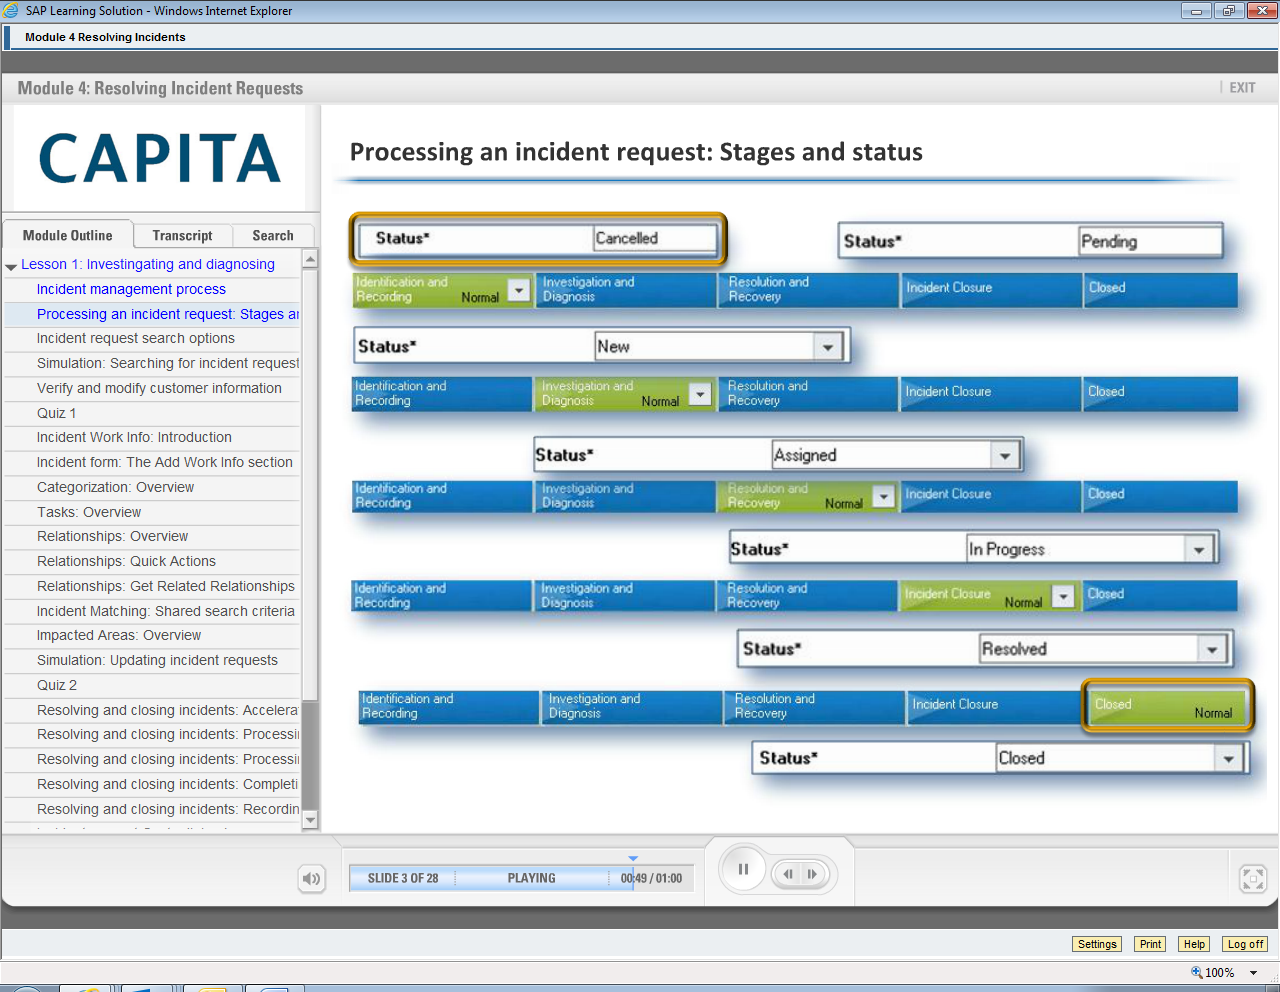 SAP Learning Solution - Windows Internet Explorer
Module 4 Resolving Incidents
Module 4: Resolving Incident Requests
EXIT
CAPITA
Module Outline
Transcript
Search
Lesson 1: Investingating and diagnosing
Incident management process
Processing an incident request: Stages ar
Incident request search options
Simulation: Searching for incident request
Verify and modify customer information
Quiz 1
Incident Work Info: Introduction
Incident form: The Add Work Info section
Categorization: Overview
Tasks: Overview
Relationships: Overview
Relationships: Quick Actions
Relationships: Get Related Relationships
Incident Matching: Shared search criteria
Impacted Areas: Overview
Simulation: Updating incident requests
Quiz 2
Resolving and closing incidents: Accelera
Resolving and closing incidents: Processi
Resolving and closing incidents: Processi
Resolving and closing incidents: Completi
Resolving and closing incidents: Recordin
Processing an incident request: Stages and status
Status* Cancelled
Status* Pending
Identification and Recording Normal
Investigation and Diagnosis
Resolution and Recovery
Incident Closure
Closed
Status* New
Identification and Recording
Investigation and Diagnosis Normal
Resolution and Recovery
Incident Closure
Closed
Status* Assigned
Identification and Recording
Investigation and Diagnosis
Resolution and Recovery Normal
Incident Closure
Closed
Status* In Progress
Identification and Recording
Investigation and Diagnosis
Resolution and Recovery
Incident Closure Normal
Closed
Status* Resolved
Identification and Recording
Investigation and Diagnosis
Resolution and Recovery
Incident Closure
Closed Normal
Status* Closed
SLIDE 3 OF 28
PLAYING
00:49 / 01:00
Settings
Print
Help
Log off
100%